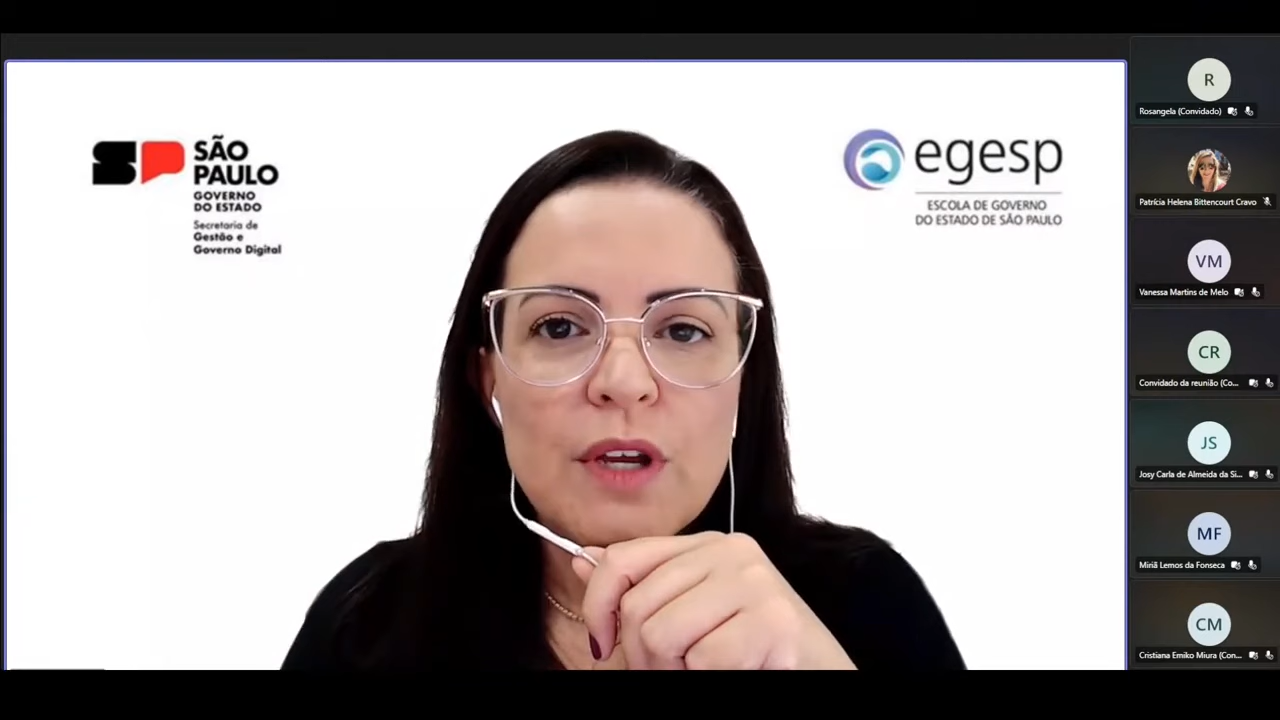 SÃO
PAULO
GOVERNO
DO ESTADO
Secretaria de
Gestão e
Governo Digital
egesp
ESCOLA DE GOVERNO
DO ESTADO DE SÃO PAULO
R
Rosangela (Convidado)
Patrícia Helena Bittencourt Cravo
VM
Vanessa Martins de Melo
CR
Convidado da reunião (Co...
JS
Josy Carla de Almeida da Si...
MF
Miriã Lemos da Fonseca
CM
Cristiana Emiko Miura (Con...